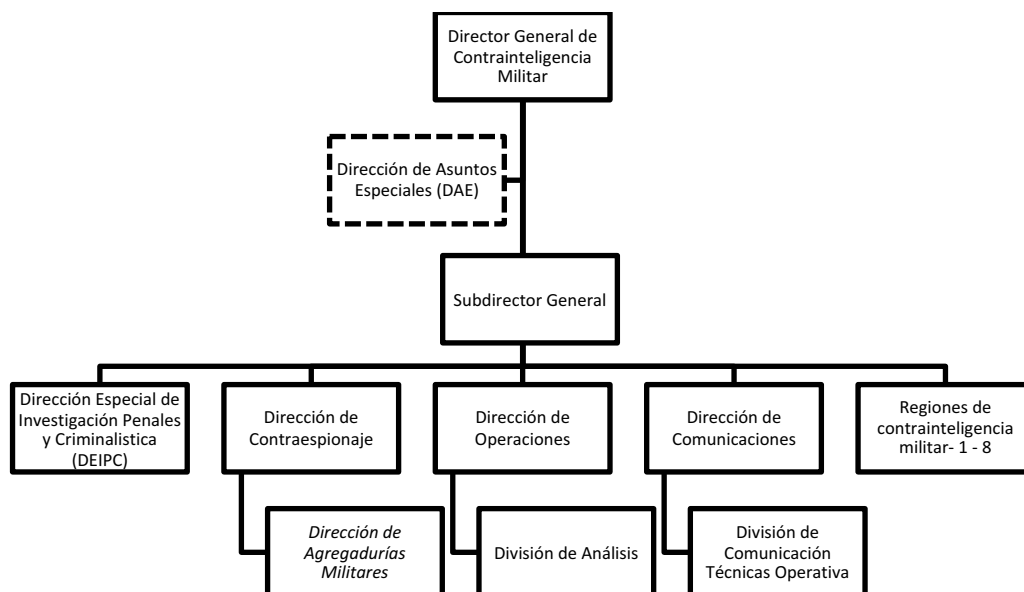 Director General de
Contrainteligencia
Militar
Dirección de Asuntos
Especiales (DAE)
Subdirector General
Dirección Especial de
Investigación Penales
y Criminalistica
(DEIPC)
Dirección de
Contraespionaje
Dirección de
Operaciones
Dirección de
Comunicaciones
Regiones de
contrainteligencia
militar- 1 - 8
Dirección de
Agregadurías
Militares
División de Análisis
División de
Comunicación
Técnicas Operativa